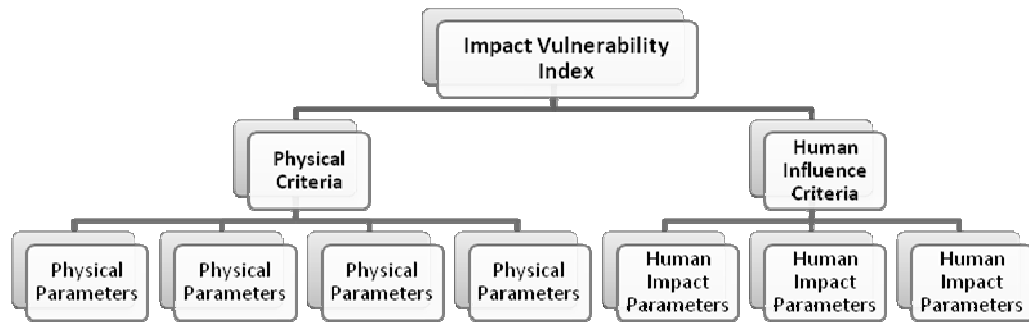 Impact Vulnerability
Index
Physical
Criteria
Human
Influence
Criteria
Physical
Parameters
Physical
Parameters
Physical
Parameters
Physical
Parameters
Human
Impact
Parameters
Human
Impact
Parameters
Human
Impact
Parameters